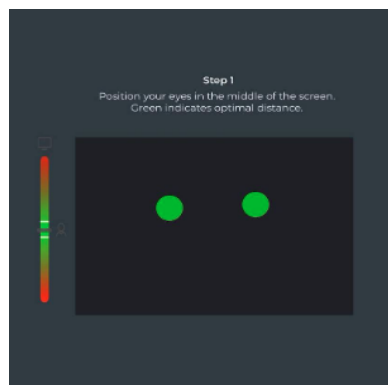 Step 1
Position your eyes in the middle of the screen.
Green indicates optimal distance.